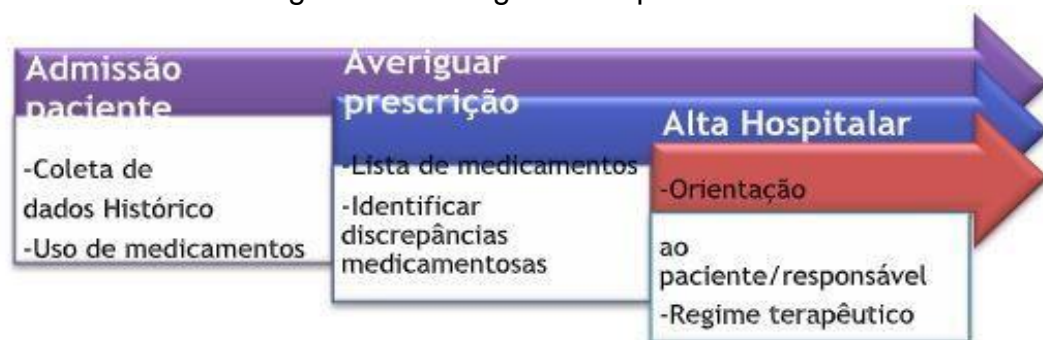 Admissão
paciente
-Coleta de
dados Histórico
-Uso de medicamentos
Averiguar
prescrição
-Lista de medicamentos
-Identificar
discrepâncias
medicamentosas
Alta Hospitalar
-Orientação
ao
paciente/responsável
-Regime terapêutico